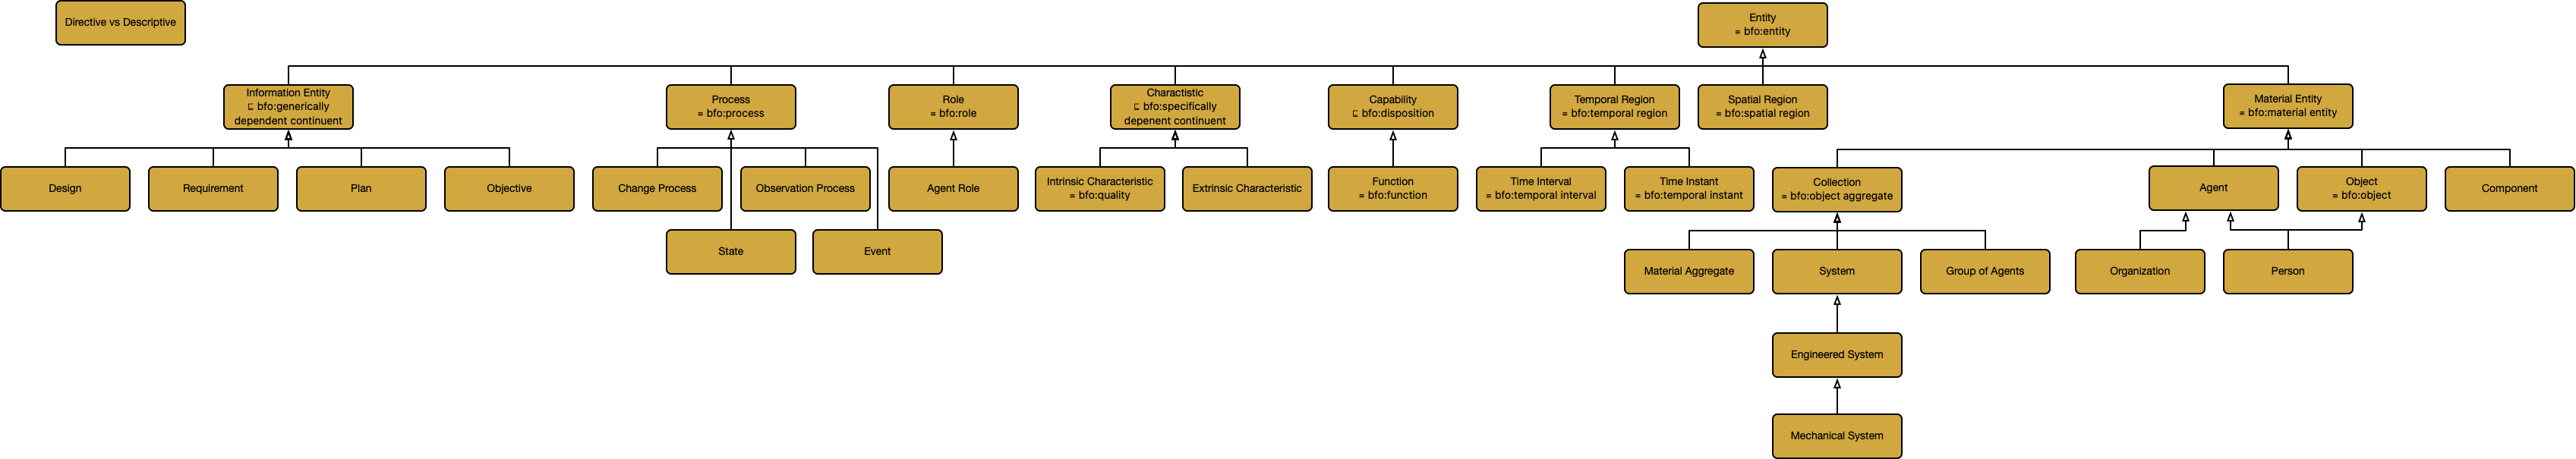 Directive vs Descriptive
Entity
= bfo:entity
Information Entity
⊑ bfo:generically
dependent continuent
Process
= bfo:process
Role
= bfo:role
Charactistic
⊑ bfo:specifically
depenent continuent
Capability
⊑ bfo:disposition
Temporal Region
= bfo:temporal region
Spatial Region
= bfo:spatial region
Material Entity
= bfo:material entity
Design
Requirement
Plan
Objective
Change Process
Observation Process
Agent Role
Intrinsic Characteristic
= bfo:quality
Extrinsic Characteristic
Function
= bfo:function
Time Interval
= bfo:temporal interval
Time Instant
= bfo:temporal instant
Collection
= bfo:object aggregate
Agent
Object
= bfo:object
Component
State
Event
Material Aggregate
System
Group of Agents
Organization
Person
Engineered System
Mechanical System